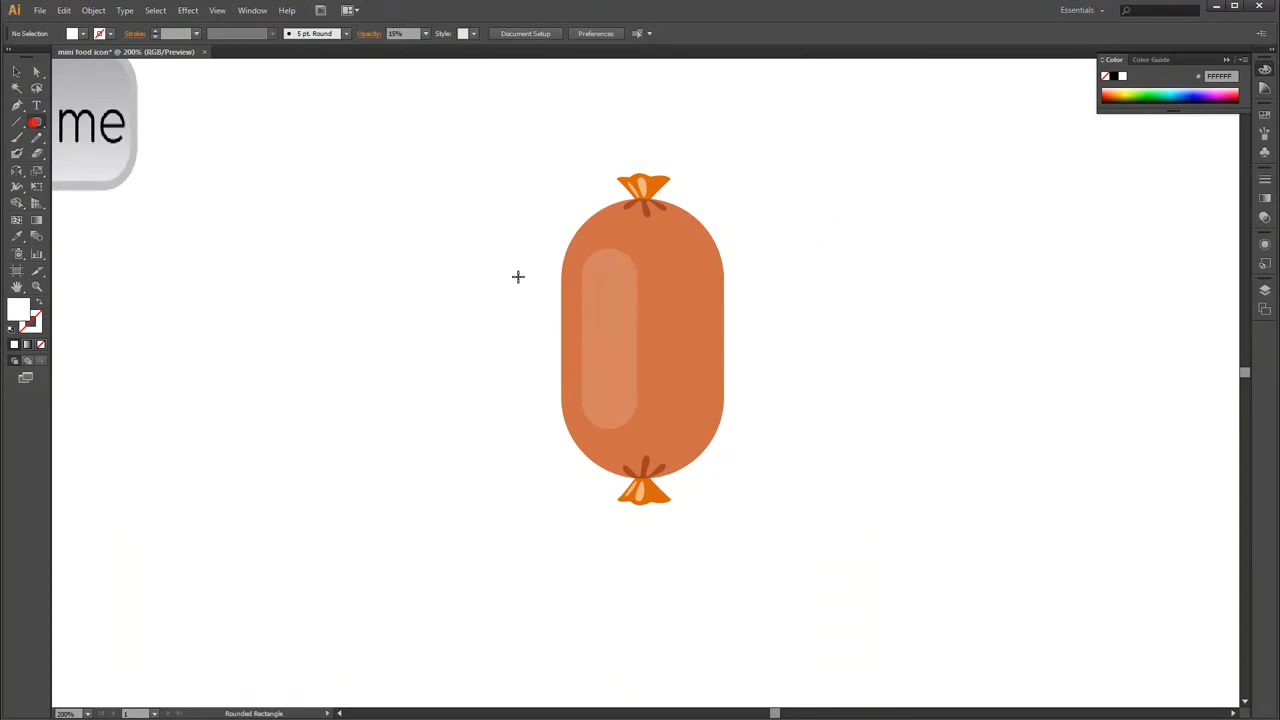 Ai File Edit Object Type Select Effect View Window Help Essentials
No Selection Stroke: 5 pt. Round Opacity: 15% Style: Document Setup Preferences
mini food icon* @ 200% (RGB/Preview) ×
Color Color Guide
# FFFFFF
me
200% 1 Rounded Rectangle